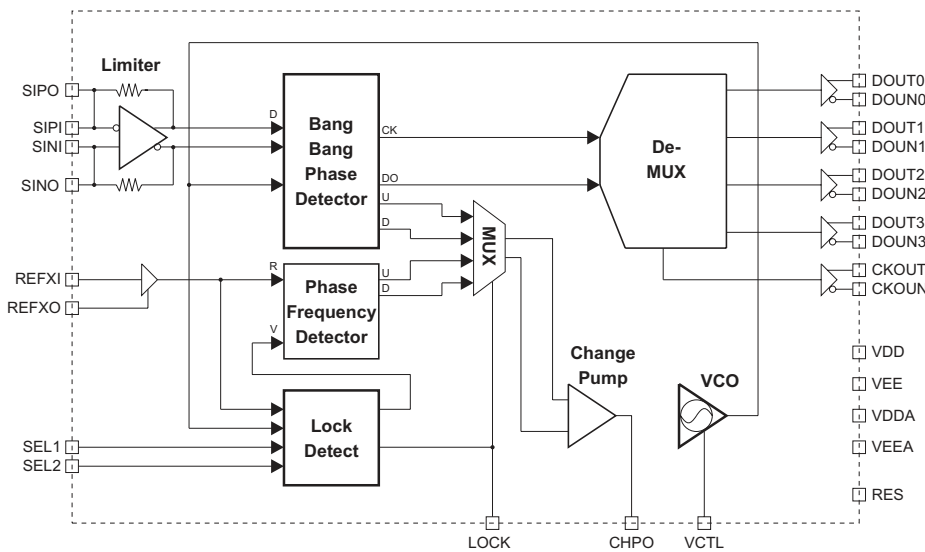 Limiter
SIPO
SIPI
SINI
SINO
REFXI
REFXO
SEL1
SEL2
D
Bang
Bang
Phase
Detector
CK
DO
U
D
R
V
Phase
Frequency
Detector
U
D
MUX
Lock
Detect
Change
Pump
VCO
De-
MUX
DOUT0
DOUN0
DOUT1
DOUN1
DOUT2
DOUN2
DOUT3
DOUN3
CKOUT
CKOUN
VDD
VEE
VDDA
VEEA
RES
LOCK
CHPO
VCTL